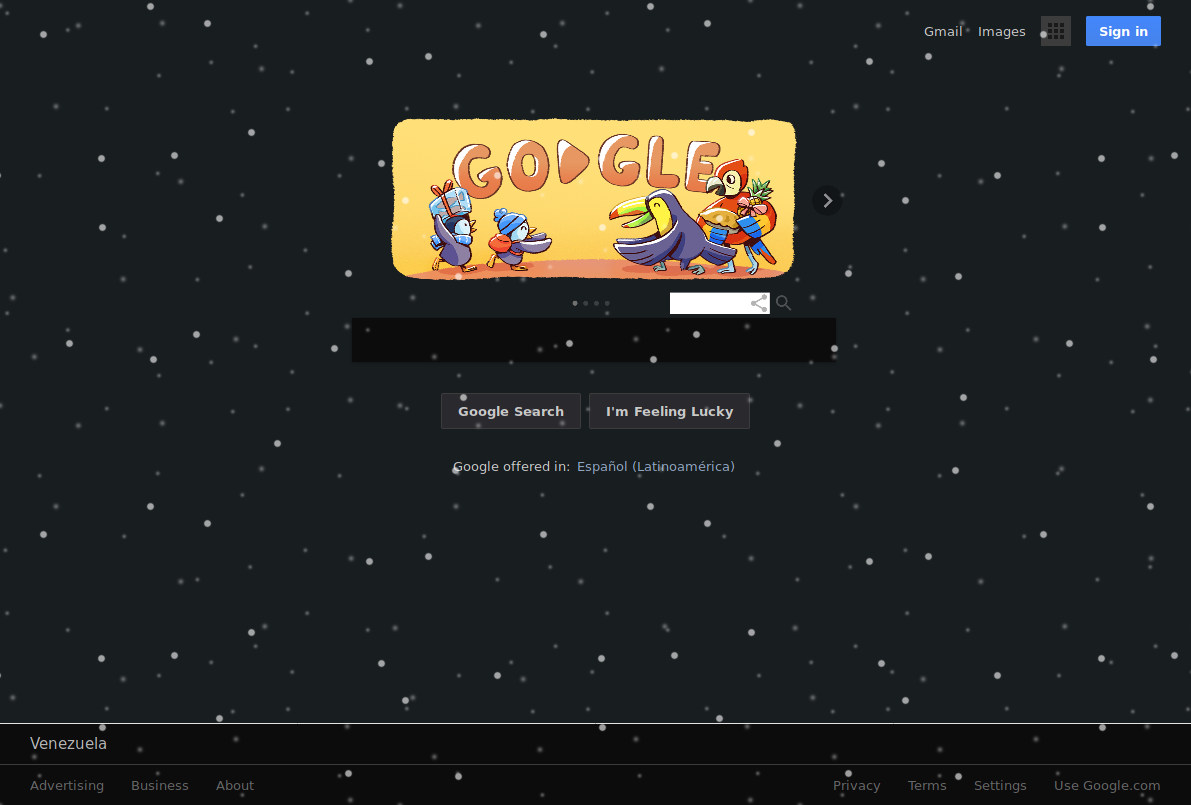 Gmail Images Sign in
GOOGLE
Google Search I'm Feeling Lucky
Google offered in: Español (Latinoamérica)
Venezuela
Advertising Business About Privacy Terms Settings Use Google.com